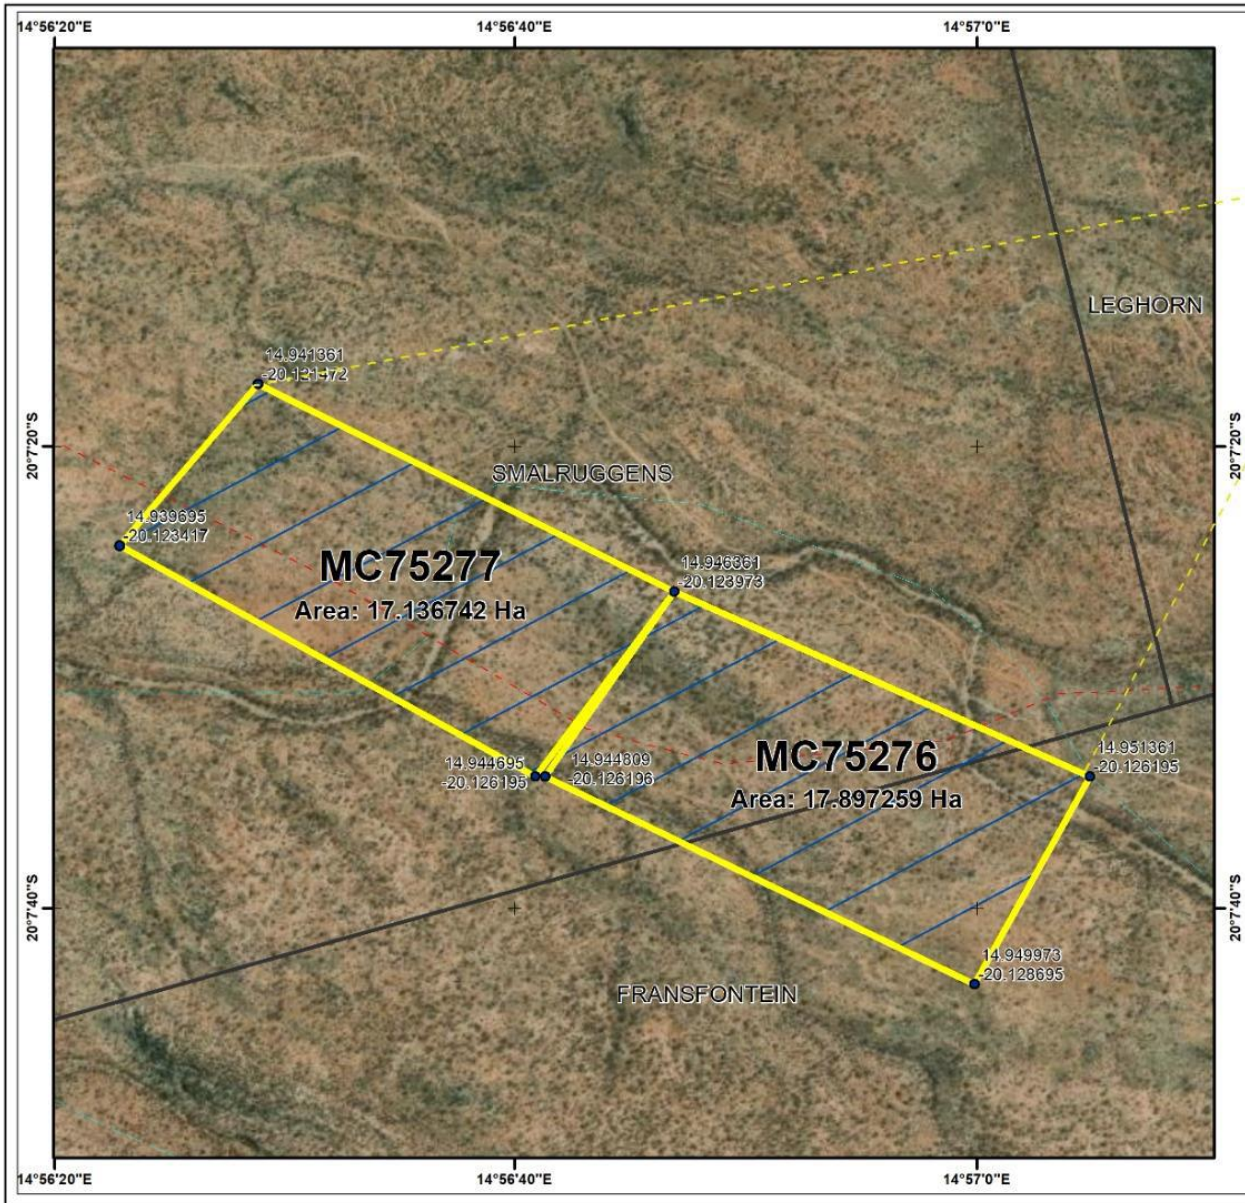 14°56'20"E
14°56'40"E
14°57'0"E
LEGHORN
14.941361
-20.121472
20°7'20"S
20°7'20"S
SMALRUGGENS
14.939695
-20.123417
MC75277
Area: 17.136742 Ha
14.946361
-20.123973
14.944695
-20.126195
14.944809
-20.126196
MC75276
Area: 17.897259 Ha
14.951361
-20.126195
20°7'40"S
20°7'40"S
14.949973
-20.128695
FRANSFONTEIN
14°56'20"E
14°56'40"E
14°57'0"E